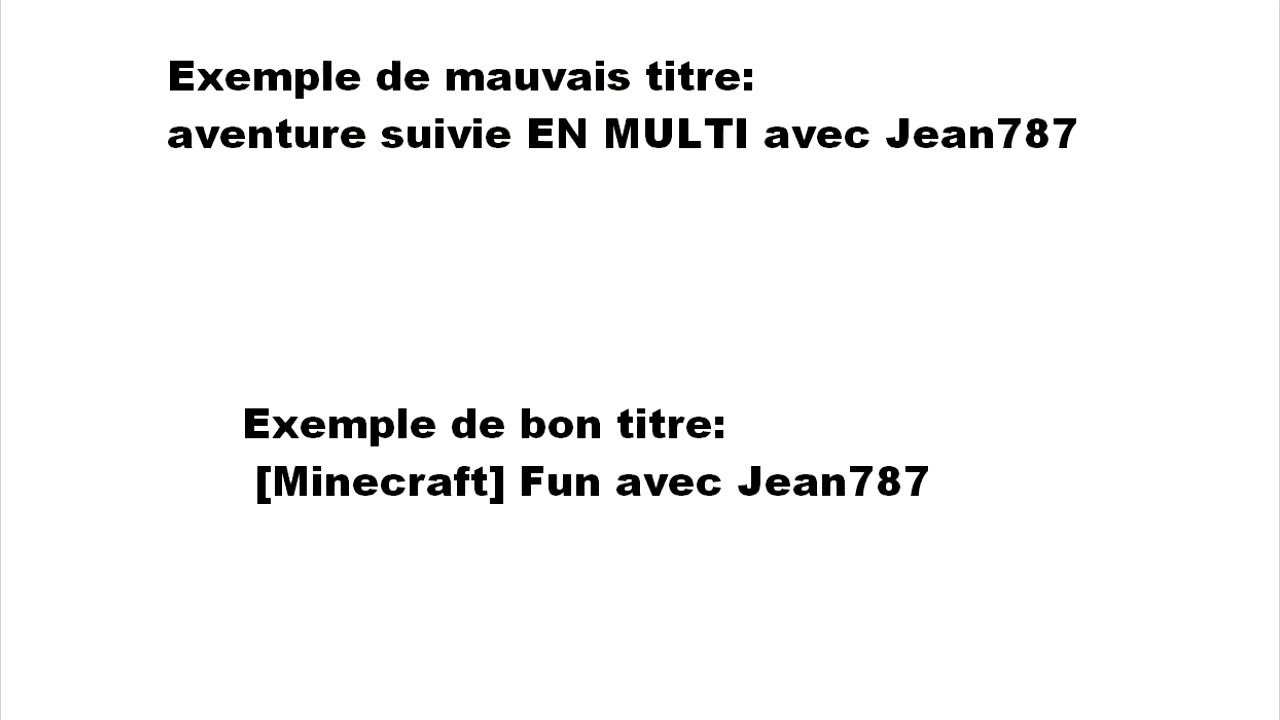 Exemple de mauvais titre:
aventure suivie EN MULTI avec Jean787
Exemple de bon titre:
[Minecraft] Fun avec Jean787